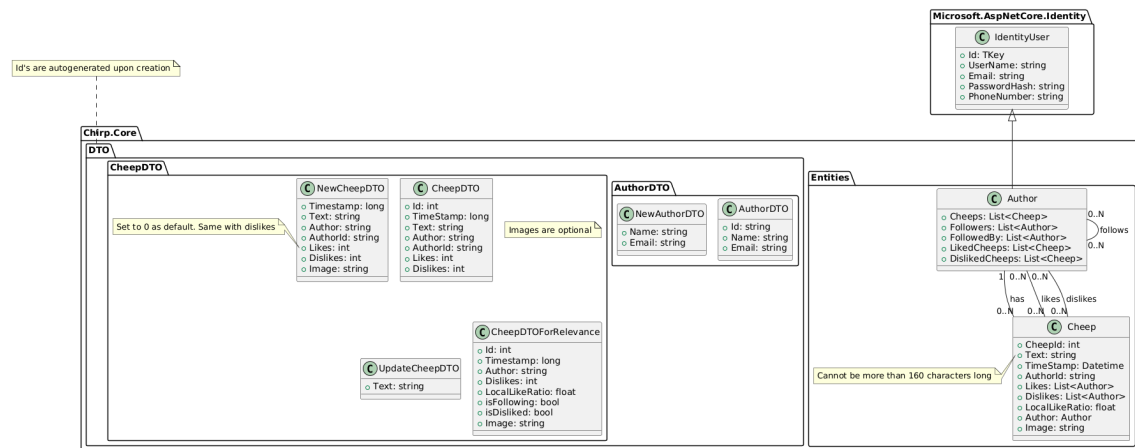 Microsoft.AspNetCore.Identity
C IdentityUser
Id: TKey
UserName: string
Email: string
PasswordHash: string
PhoneNumber: string
Id's are autogenerated upon creation
Chirp.Core
DTO
CheepDTO
C NewCheepDTO
Timestamp: long
Text: string
Author: string
AuthorId: string
Likes: int
Dislikes: int
Image: string
Set to 0 as default. Same with dislikes
C CheepDTO
Id: int
TimeStamp: long
Text: string
Author: string
AuthorId: string
Likes: int
Dislikes: int
Images are optional
C UpdateCheepDTO
Text: string
C CheepDTOForRelevance
Id: int
Timestamp: long
Author: string
Dislikes: int
LocalLikeRatio: float
isFollowing: bool
isDisliked: bool
Image: string
AuthorDTO
C NewAuthorDTO
Name: string
Email: string
C AuthorDTO
Id: string
Name: string
Email: string
Entities
C Author
Cheeps: List<Cheep>
Followers: List<Author>
FollowedBy: List<Author>
LikedCheeps: List<Cheep>
DislikedCheeps: List<Cheep>
0..N
follows
0..N
1 0..N 0..N
has likes dislikes
0..N 0..N 0..N
C Cheep
CheepId: int
Text: string
TimeStamp: Datetime
AuthorId: string
Likes: List<Author>
Dislikes: List<Author>
LocalLikeRatio: float
Author: Author
Image: string
Cannot be more than 160 characters long